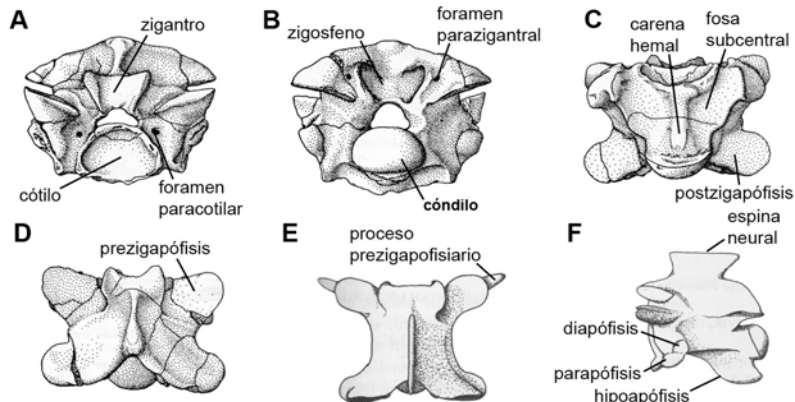 A
zigantro
cótilo
foramen
paracotilar
B
zigosfeno
foramen
parazigantral
cóndilo
C
carena
hemal
fosa
subcentral
postzigapófisis
D
prezigapófisis
E
proceso
prezigapofisiario
F
espina
neural
diapófisis
parapófisis
hipoapófisis